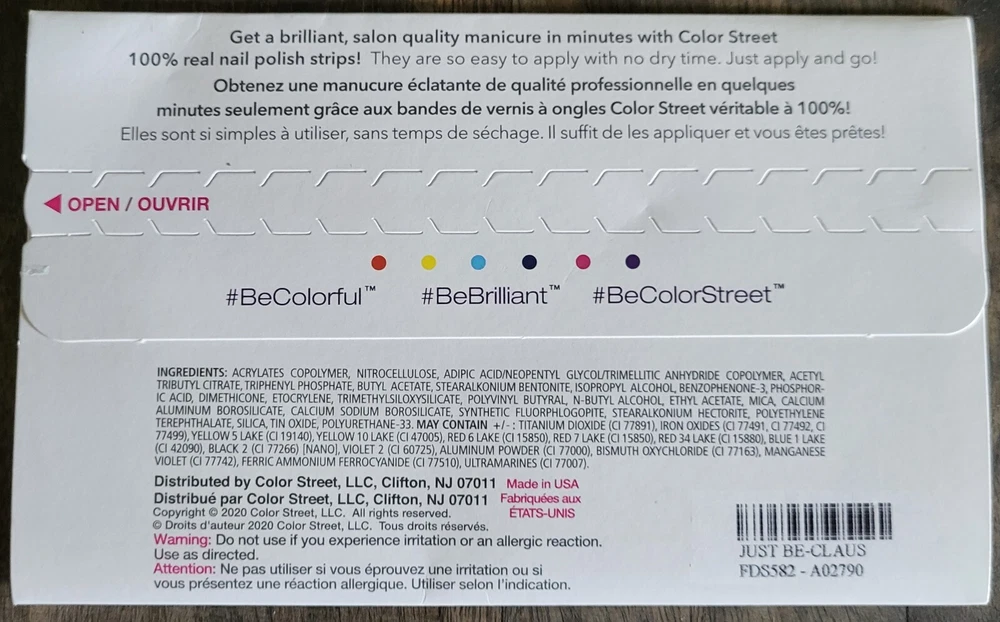 Get a brilliant, salon quality manicure in minutes with Color Street
100% real nail polish strips! They are so easy to apply with no dry time. Just apply and go!
Obtenez une manucure éclatante de qualité professionnelle en quelques
minutes seulement grâce aux bandes de vernis à ongles Color Street véritable à 100%!
Elles sont si simples à utiliser, sans temps de séchage. Il suffit de les appliquer et vous êtes prêtes!
OPEN / OUVRIR
#BeColorful™ #BeBrilliant™ #BeColorStreet™
INGREDIENTS: ACRYLATES COPOLYMER, NITROCELLULOSE, ADIPIC ACID/NEOPENTYL GLYCOL/TRIMELLITIC ANHYDRIDE COPOLYMER, ACETYL
TRIBUTYL CITRATE, TRIPHENYL PHOSPHATE, BUTYL ACETATE, STEARALKONIUM BENTONITE, ISOPROPYL ALCOHOL, BENZOPHENONE-3, PHOSPHOR-
IC ACID, DIMETHICONE, ETOCRYLENE, TRIMETHYLSILOXYSILICATE, POLYVINYL BUTYRAL, N-BUTYL ALCOHOL, ETHYL ACETATE, MICA, CALCIUM
ALUMINUM BOROSILICATE, CALCIUM SODIUM BOROSILICATE, SYNTHETIC FLUORPHLOGOPITE, STEARALKONIUM HECTORITE, POLYETHYLENE
TEREPHTHALATE, SILICA, TIN OXIDE, POLYURETHANE-33. MAY CONTAIN +/- : TITANIUM DIOXIDE (CI 77891), IRON OXIDES (CI 77491, CI 77492, CI
77499), YELLOW 5 LAKE (CI 19140), YELLOW 10 LAKE (CI 47005), RED 6 LAKE (CI 15850), RED 7 LAKE (CI 15850), RED 34 LAKE (CI 15880), BLUE 1 LAKE
(CI 42090), BLACK 2 (CI 77266) [NANO], VIOLET 2 (CI 60725), ALUMINUM POWDER (CI 77000), BISMUTH OXYCHLORIDE (CI 77163), MANGANESE
VIOLET (CI 77742), FERRIC AMMONIUM FERROCYANIDE (CI 77510), ULTRAMARINES (CI 77007).
Distributed by Color Street, LLC, Clifton, NJ 07011 Made in USA
Distribué par Color Street, LLC, Clifton, NJ 07011 Fabriquées aux
Copyright © 2020 Color Street, LLC. All rights reserved. ÉTATS-UNIS
© Droits d'auteur 2020 Color Street, LLC. Tous droits réservés.
Warning: Do not use if you experience irritation or an allergic reaction.
Use as directed.
Attention: Ne pas utiliser si vous éprouvez une irritation ou si
vous présentez une réaction allergique. Utiliser selon l'indication.
JUST BE-CLAUS
FDS582 - A02790